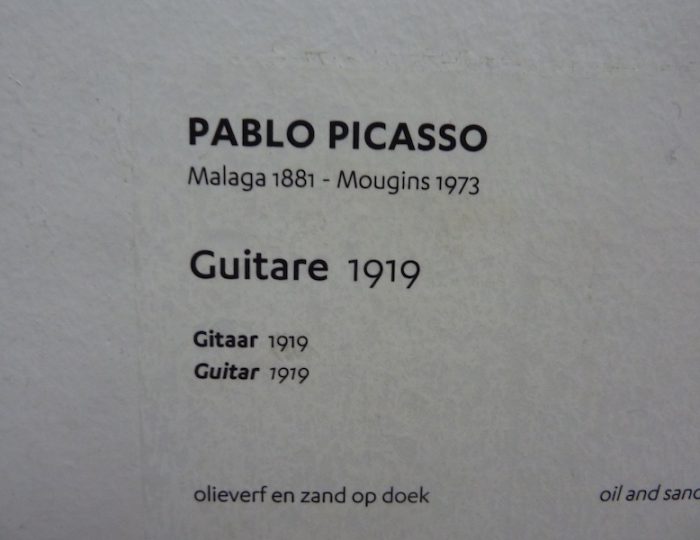 PABLO PICASSO
Malaga 1881 - Mougins 1973
Guitare 1919
Gitaar 1919
Guitar 1919
olieverf en zand op doek oil and sand